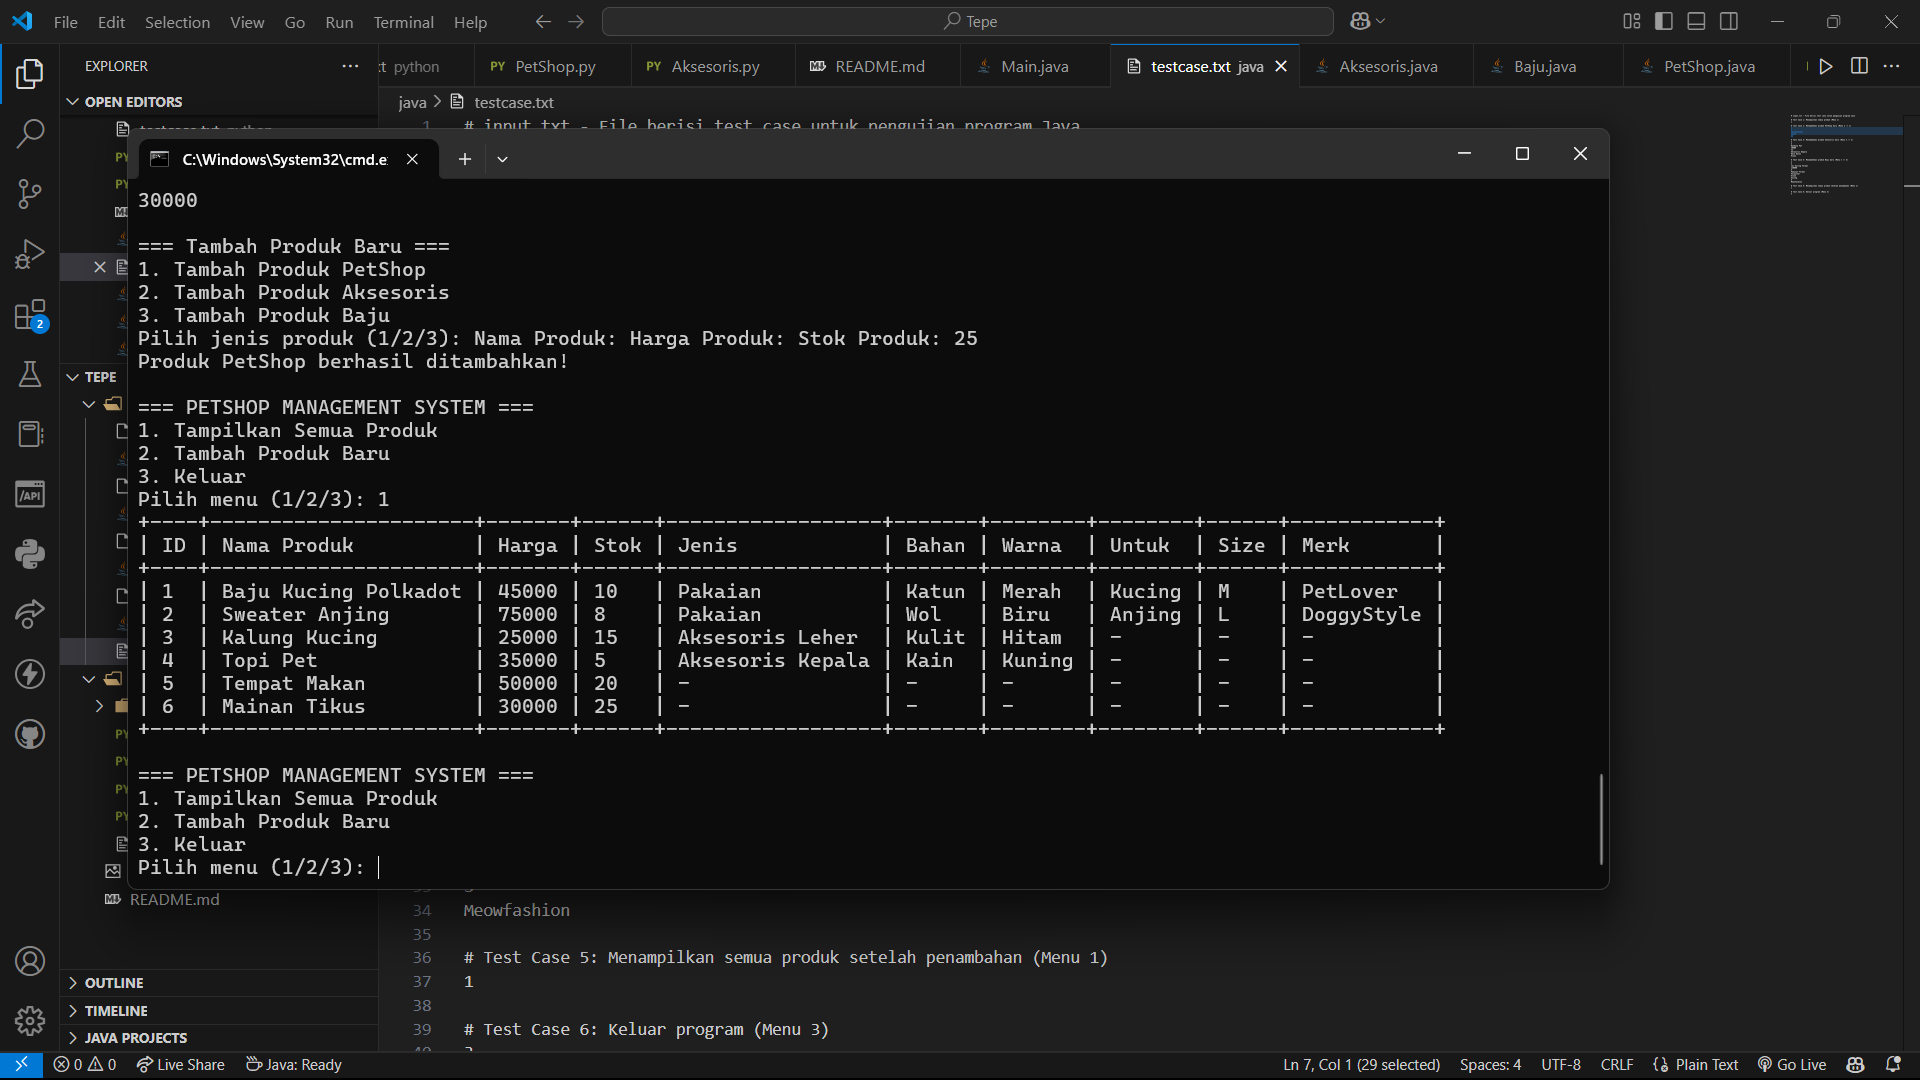 File Edit Selection View Go Run Terminal Help
Tepe
EXPLORER
python
PY PetShop.py
PY Aksesoris.py
README.md
Main.java
testcase.txt java
Aksesoris.java
Baju.java
PetShop.java
OPEN EDITORS
java > testcase.txt
1 # input.txt - File berisi test case untuk pengujian program Java
C:\Windows\System32\cmd.e
30000
=== Tambah Produk Baru ===
1. Tambah Produk PetShop
2. Tambah Produk Aksesoris
3. Tambah Produk Baju
Pilih jenis produk (1/2/3): Nama Produk: Harga Produk: Stok Produk: 25
Produk PetShop berhasil ditambahkan!
=== PETSHOP MANAGEMENT SYSTEM ===
1. Tampilkan Semua Produk
2. Tambah Produk Baru
3. Keluar
Pilih menu (1/2/3): 1
+----+----------------------+-------+------+------------------+-------+--------+--------+------+------------+
| ID | Nama Produk | Harga | Stok | Jenis | Bahan | Warna | Untuk | Size | Merk |
+----+----------------------+-------+------+------------------+-------+--------+--------+------+------------+
| 1 | Baju Kucing Polkadot | 45000 | 10 | Pakaian | Katun | Merah | Kucing | M | PetLover |
| 2 | Sweater Anjing | 75000 | 8 | Pakaian | Wol | Biru | Anjing | L | DoggyStyle |
| 3 | Kalung Kucing | 25000 | 15 | Aksesoris Leher | Kulit | Hitam | - | - | - |
| 4 | Topi Pet | 35000 | 5 | Aksesoris Kepala | Kain | Kuning | - | - | - |
| 5 | Tempat Makan | 50000 | 20 | - | - | - | - | - | - |
| 6 | Mainan Tikus | 30000 | 25 | - | - | - | - | - | - |
+----+----------------------+-------+------+------------------+-------+--------+--------+------+------------+
=== PETSHOP MANAGEMENT SYSTEM ===
1. Tampilkan Semua Produk
2. Tambah Produk Baru
3. Keluar
Pilih menu (1/2/3):
TEPE
README.md
34 Meowfashion
35
36 # Test Case 5: Menampilkan semua produk setelah penambahan (Menu 1)
37 1
38
39 # Test Case 6: Keluar program (Menu 3)
OUTLINE
TIMELINE
JAVA PROJECTS
2
0 0 Live Share Java: Ready
Ln 7, Col 1 (29 selected) Spaces: 4 UTF-8 CRLF {} Plain Text Go Live